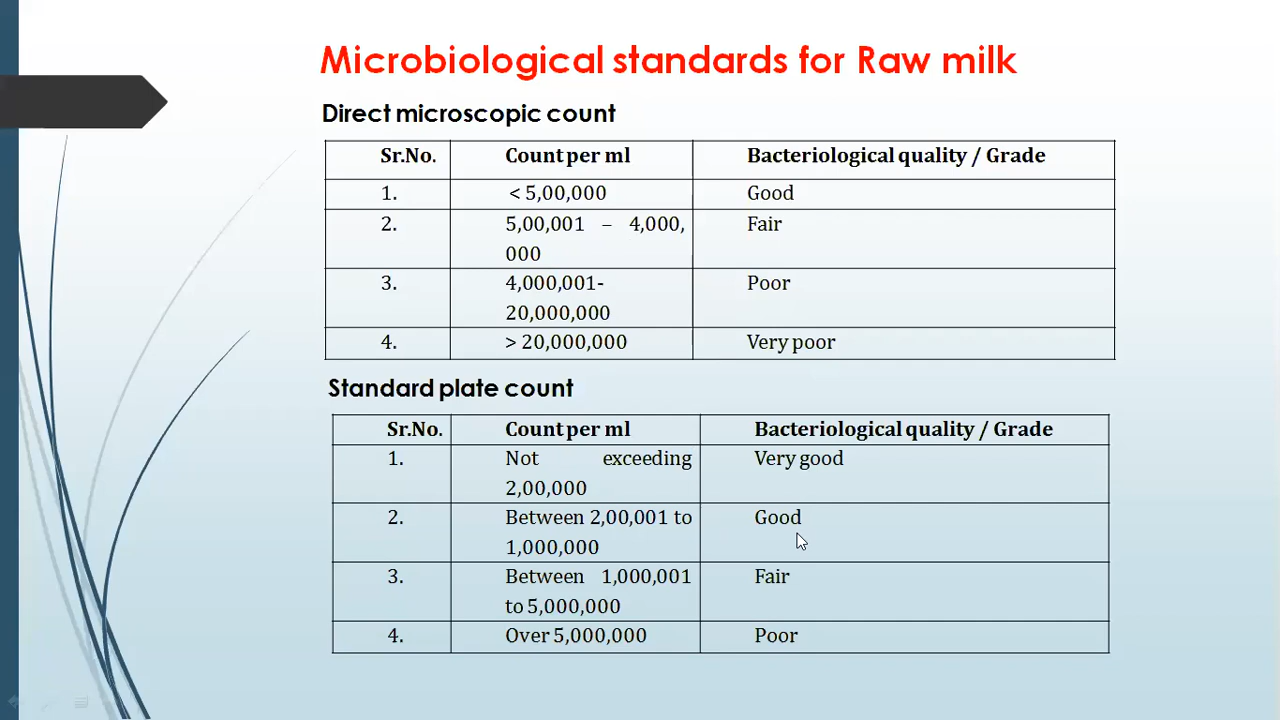 Microbiological standards for Raw milk
Direct microscopic count
Sr.No. Count per ml Bacteriological quality / Grade
1. < 5,00,000 Good
2. 5,00,001 – 4,000, Fair
000
3. 4,000,001- Poor
20,000,000
4. > 20,000,000 Very poor
Standard plate count
Sr.No. Count per ml Bacteriological quality / Grade
1. Not exceeding Very good
2,00,000
2. Between 2,00,001 to Good
1,000,000
3. Between 1,000,001 Fair
to 5,000,000
4. Over 5,000,000 Poor